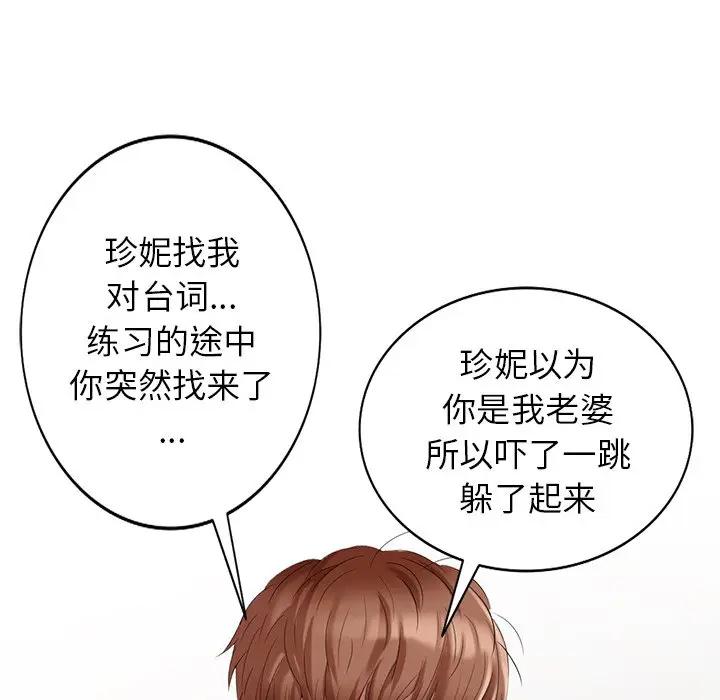 珍妮找我
对台词...
练习的途中
你突然找来了
...
珍妮以为
你是我老婆
所以吓了一跳
躲了起来